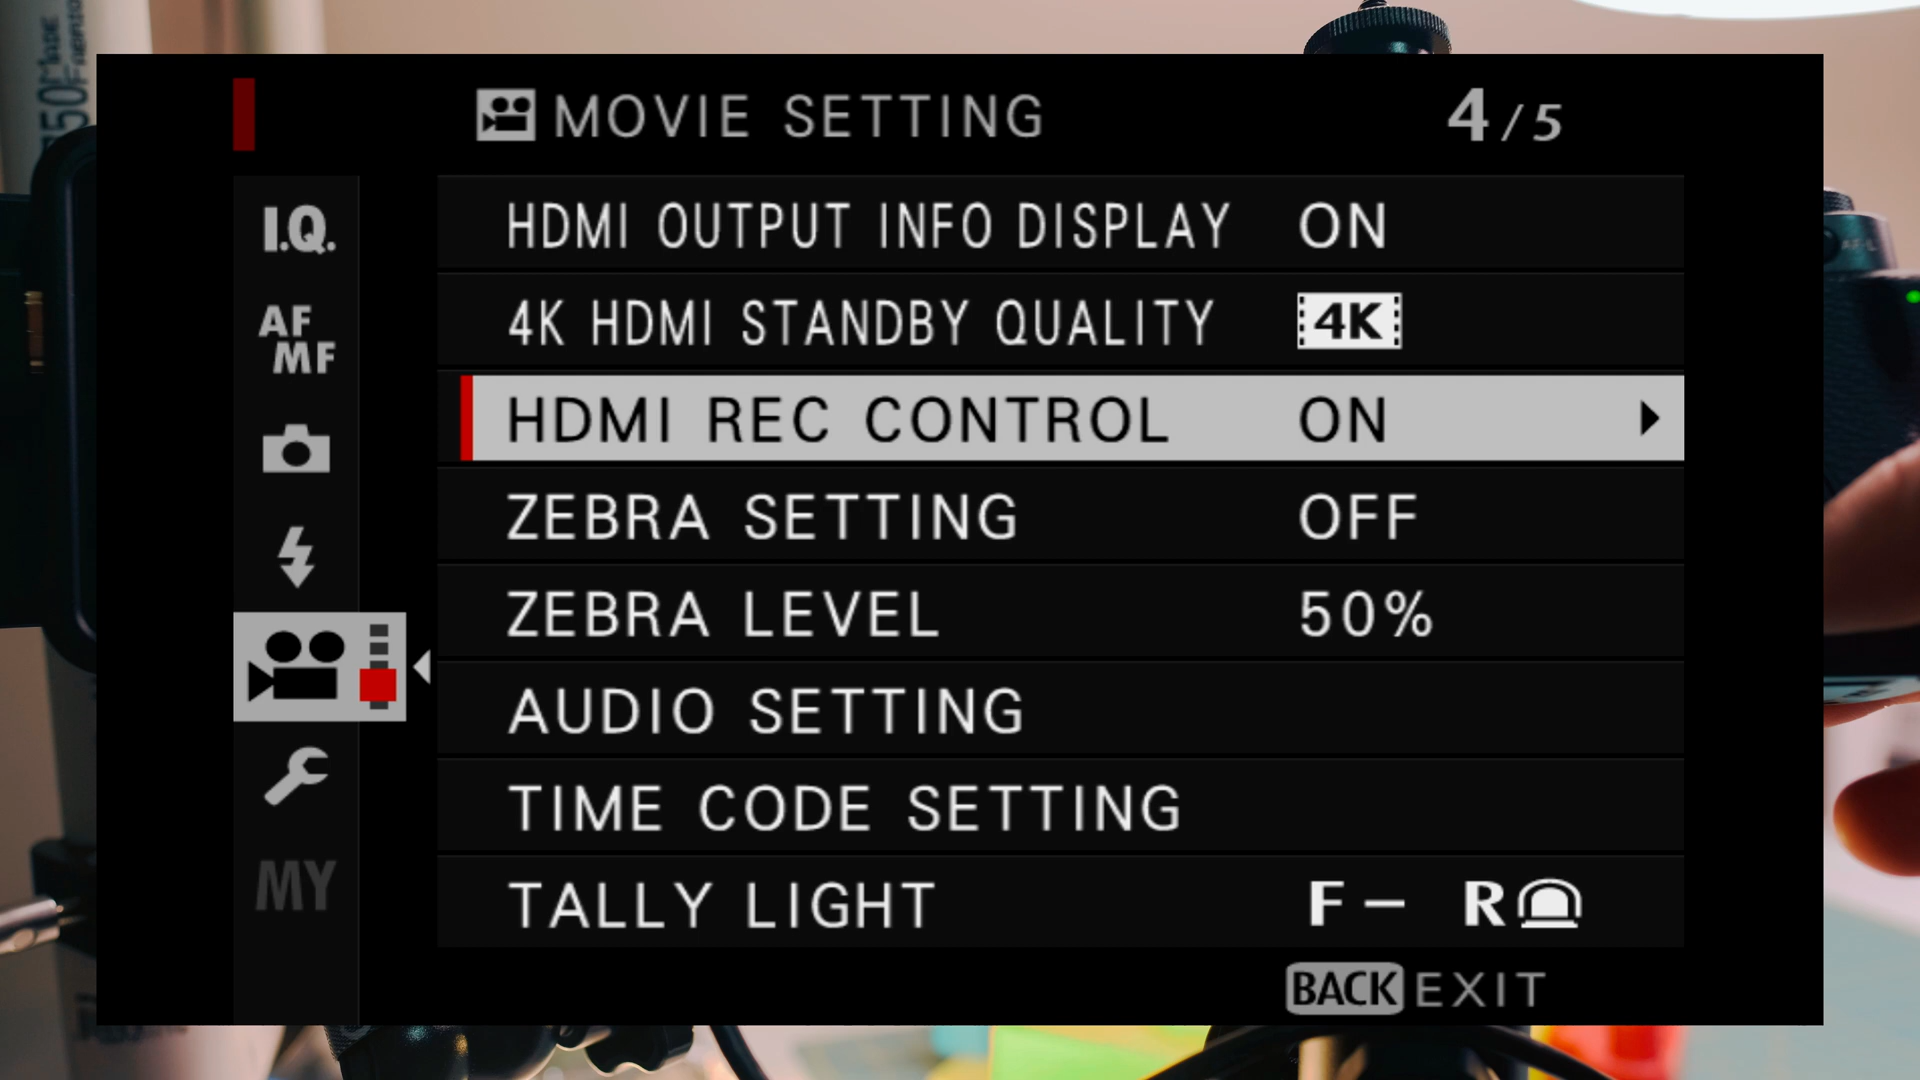 MOVIE SETTING 4/5
I.Q.
AF
MF
MY
HDMI OUTPUT INFO DISPLAY ON
4K HDMI STANDBY QUALITY 4K
HDMI REC CONTROL ON
ZEBRA SETTING OFF
ZEBRA LEVEL 50%
AUDIO SETTING
TIME CODE SETTING
TALLY LIGHT F – R
BACK EXIT